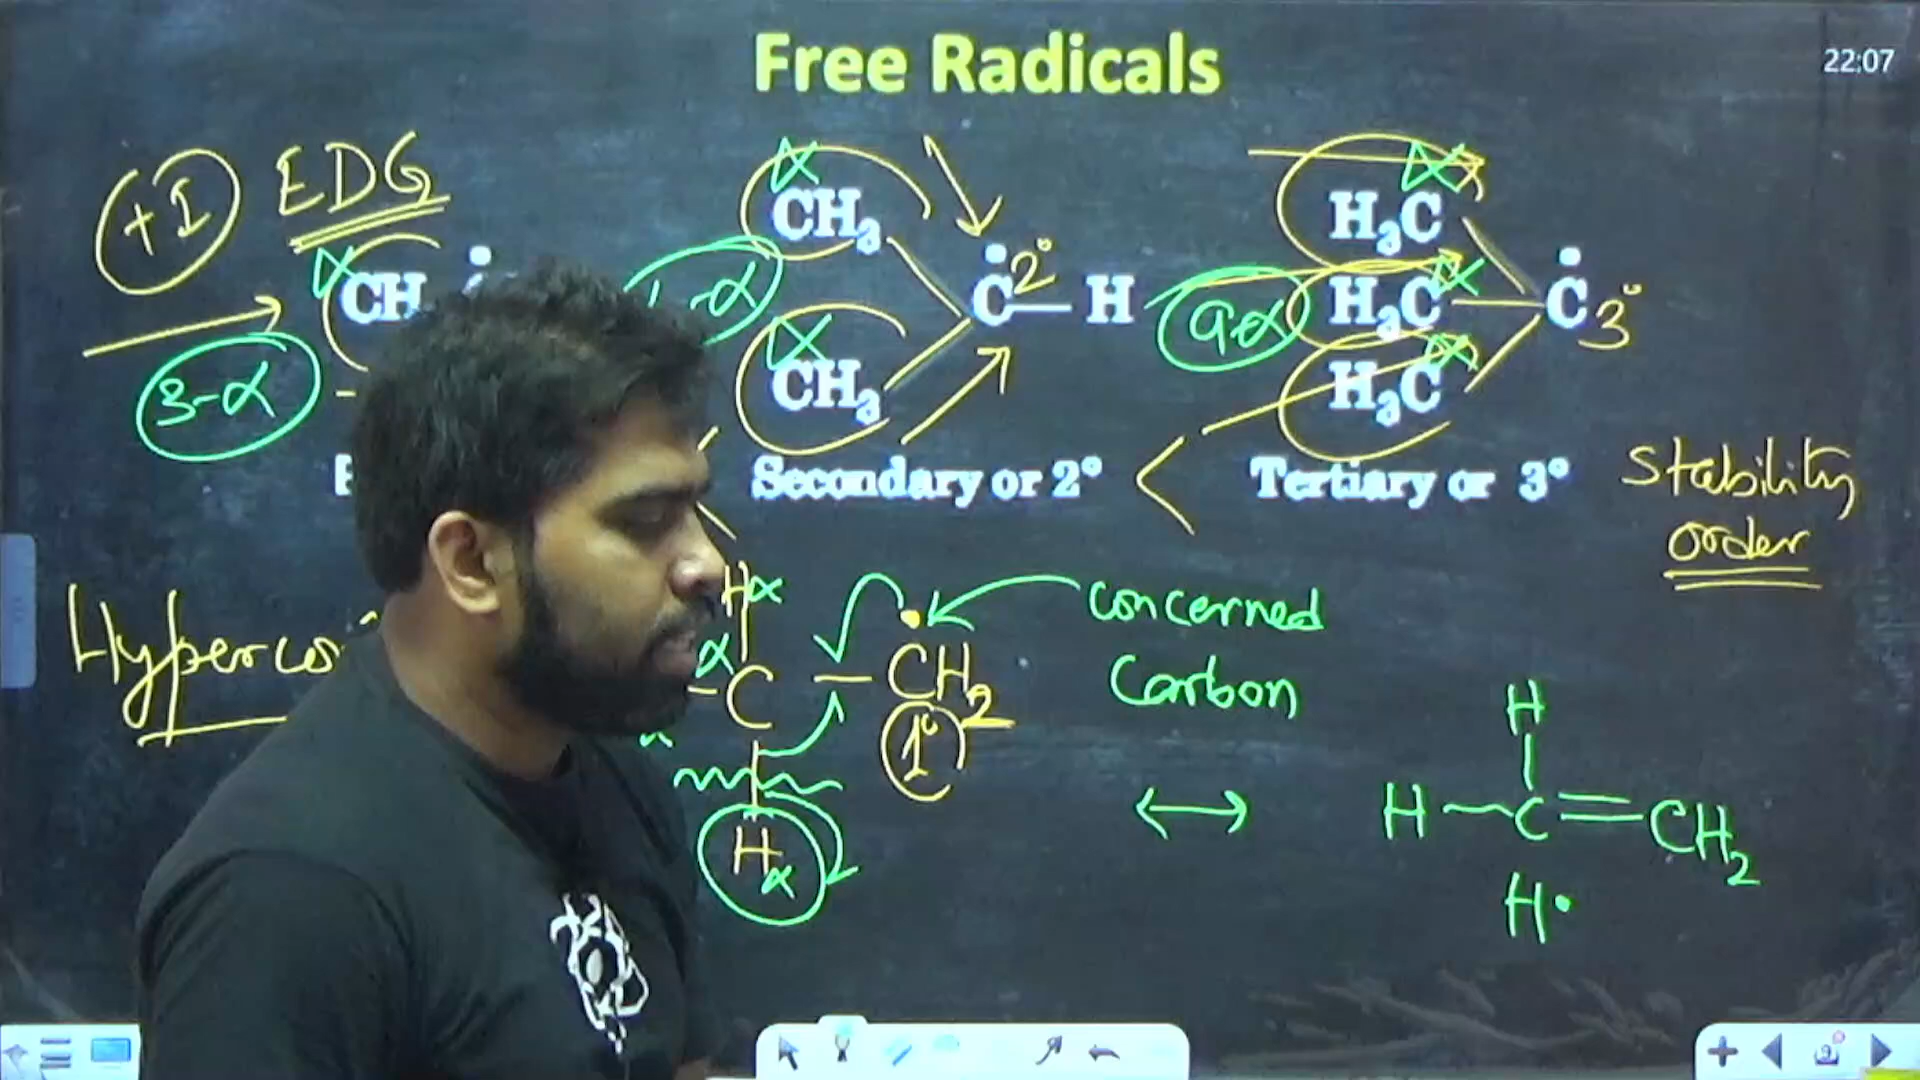 Free Radicals
22:07
+I EDG
α
CH
3-α
-α
α
CH₃
α
CH₃
Ċ 2° — H
Secondary or 2°
<
9-α
α
H₃C
α
H₃C
α
H₃C
Ċ 3°
Tertiary or 3°
Stability
order
Hα
α
- C - CH₂
1°
Hα
concerned
Carbon
↔
H
H - C = CH₂
H•